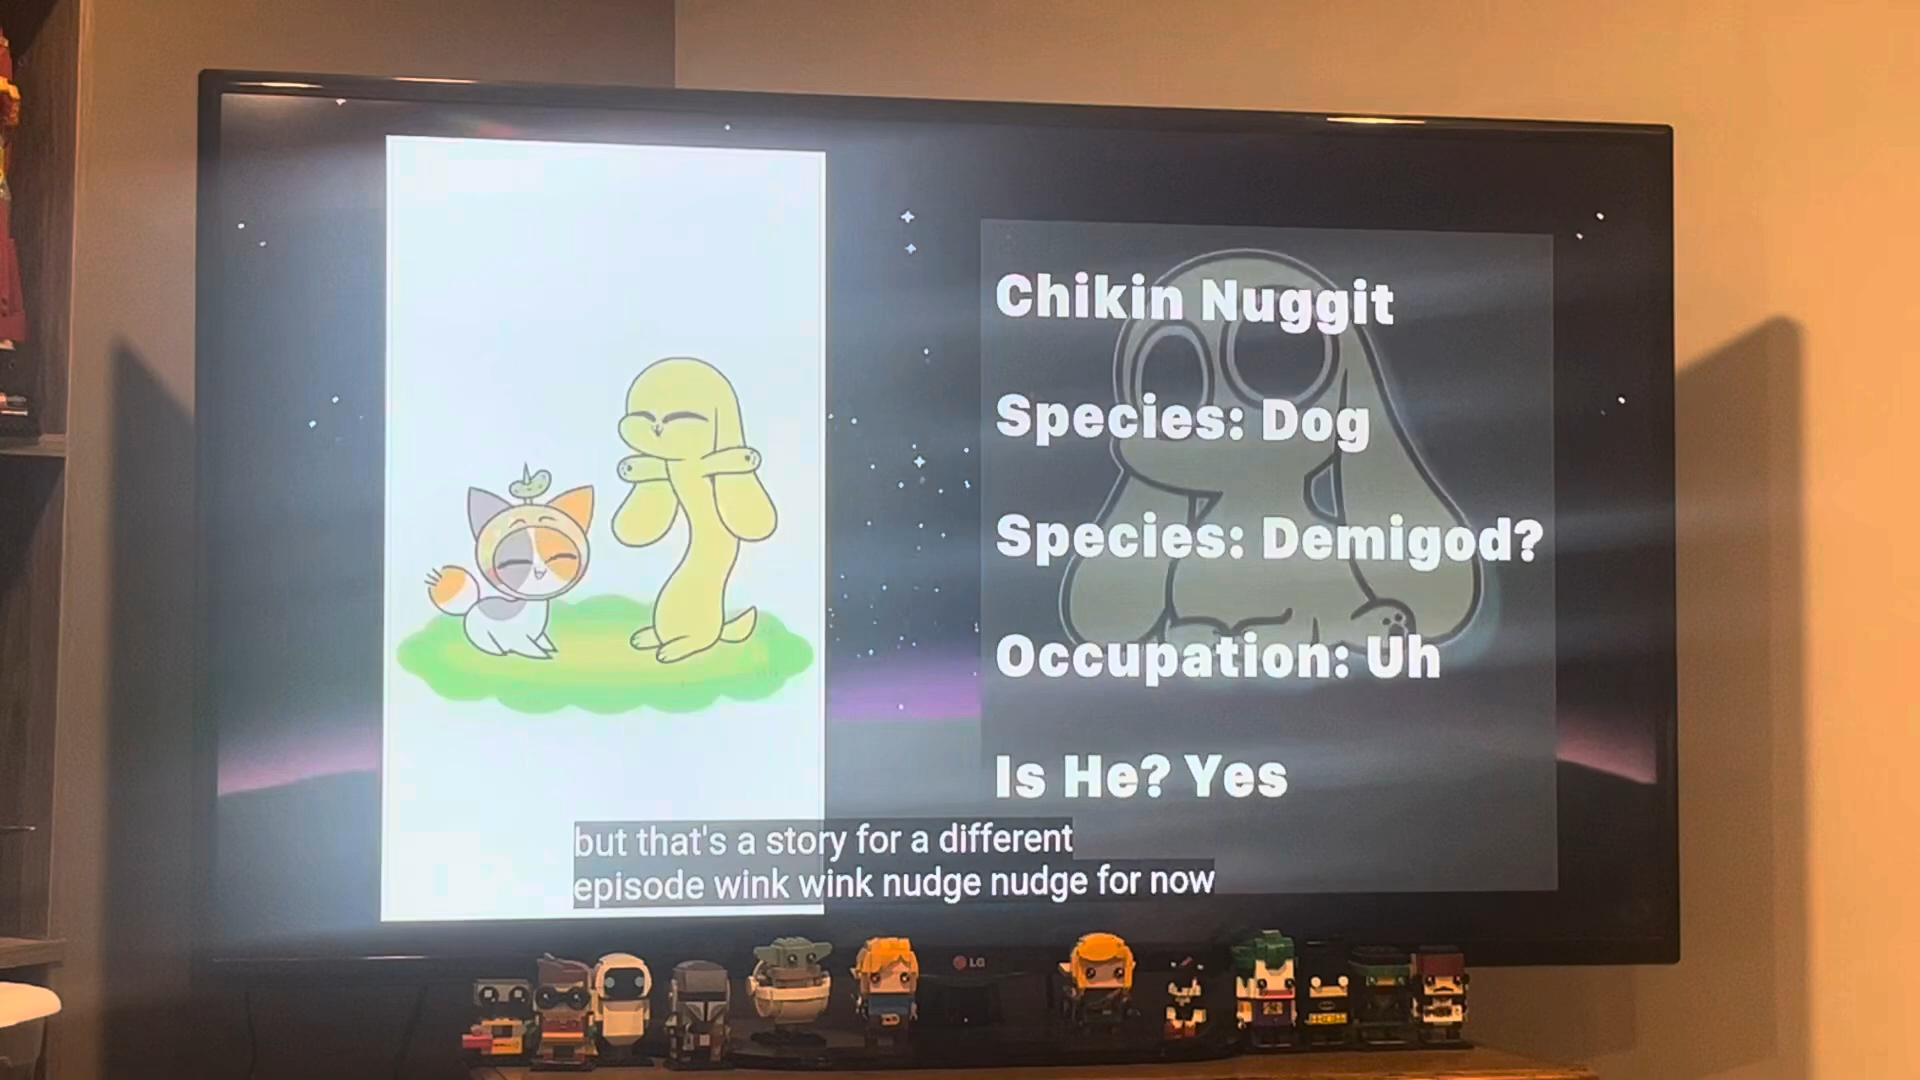 Chikin Nuggit
Species: Dog
Species: Demigod?
Occupation: Uh
Is He? Yes
but that's a story for a different
episode wink wink nudge nudge for now
LG